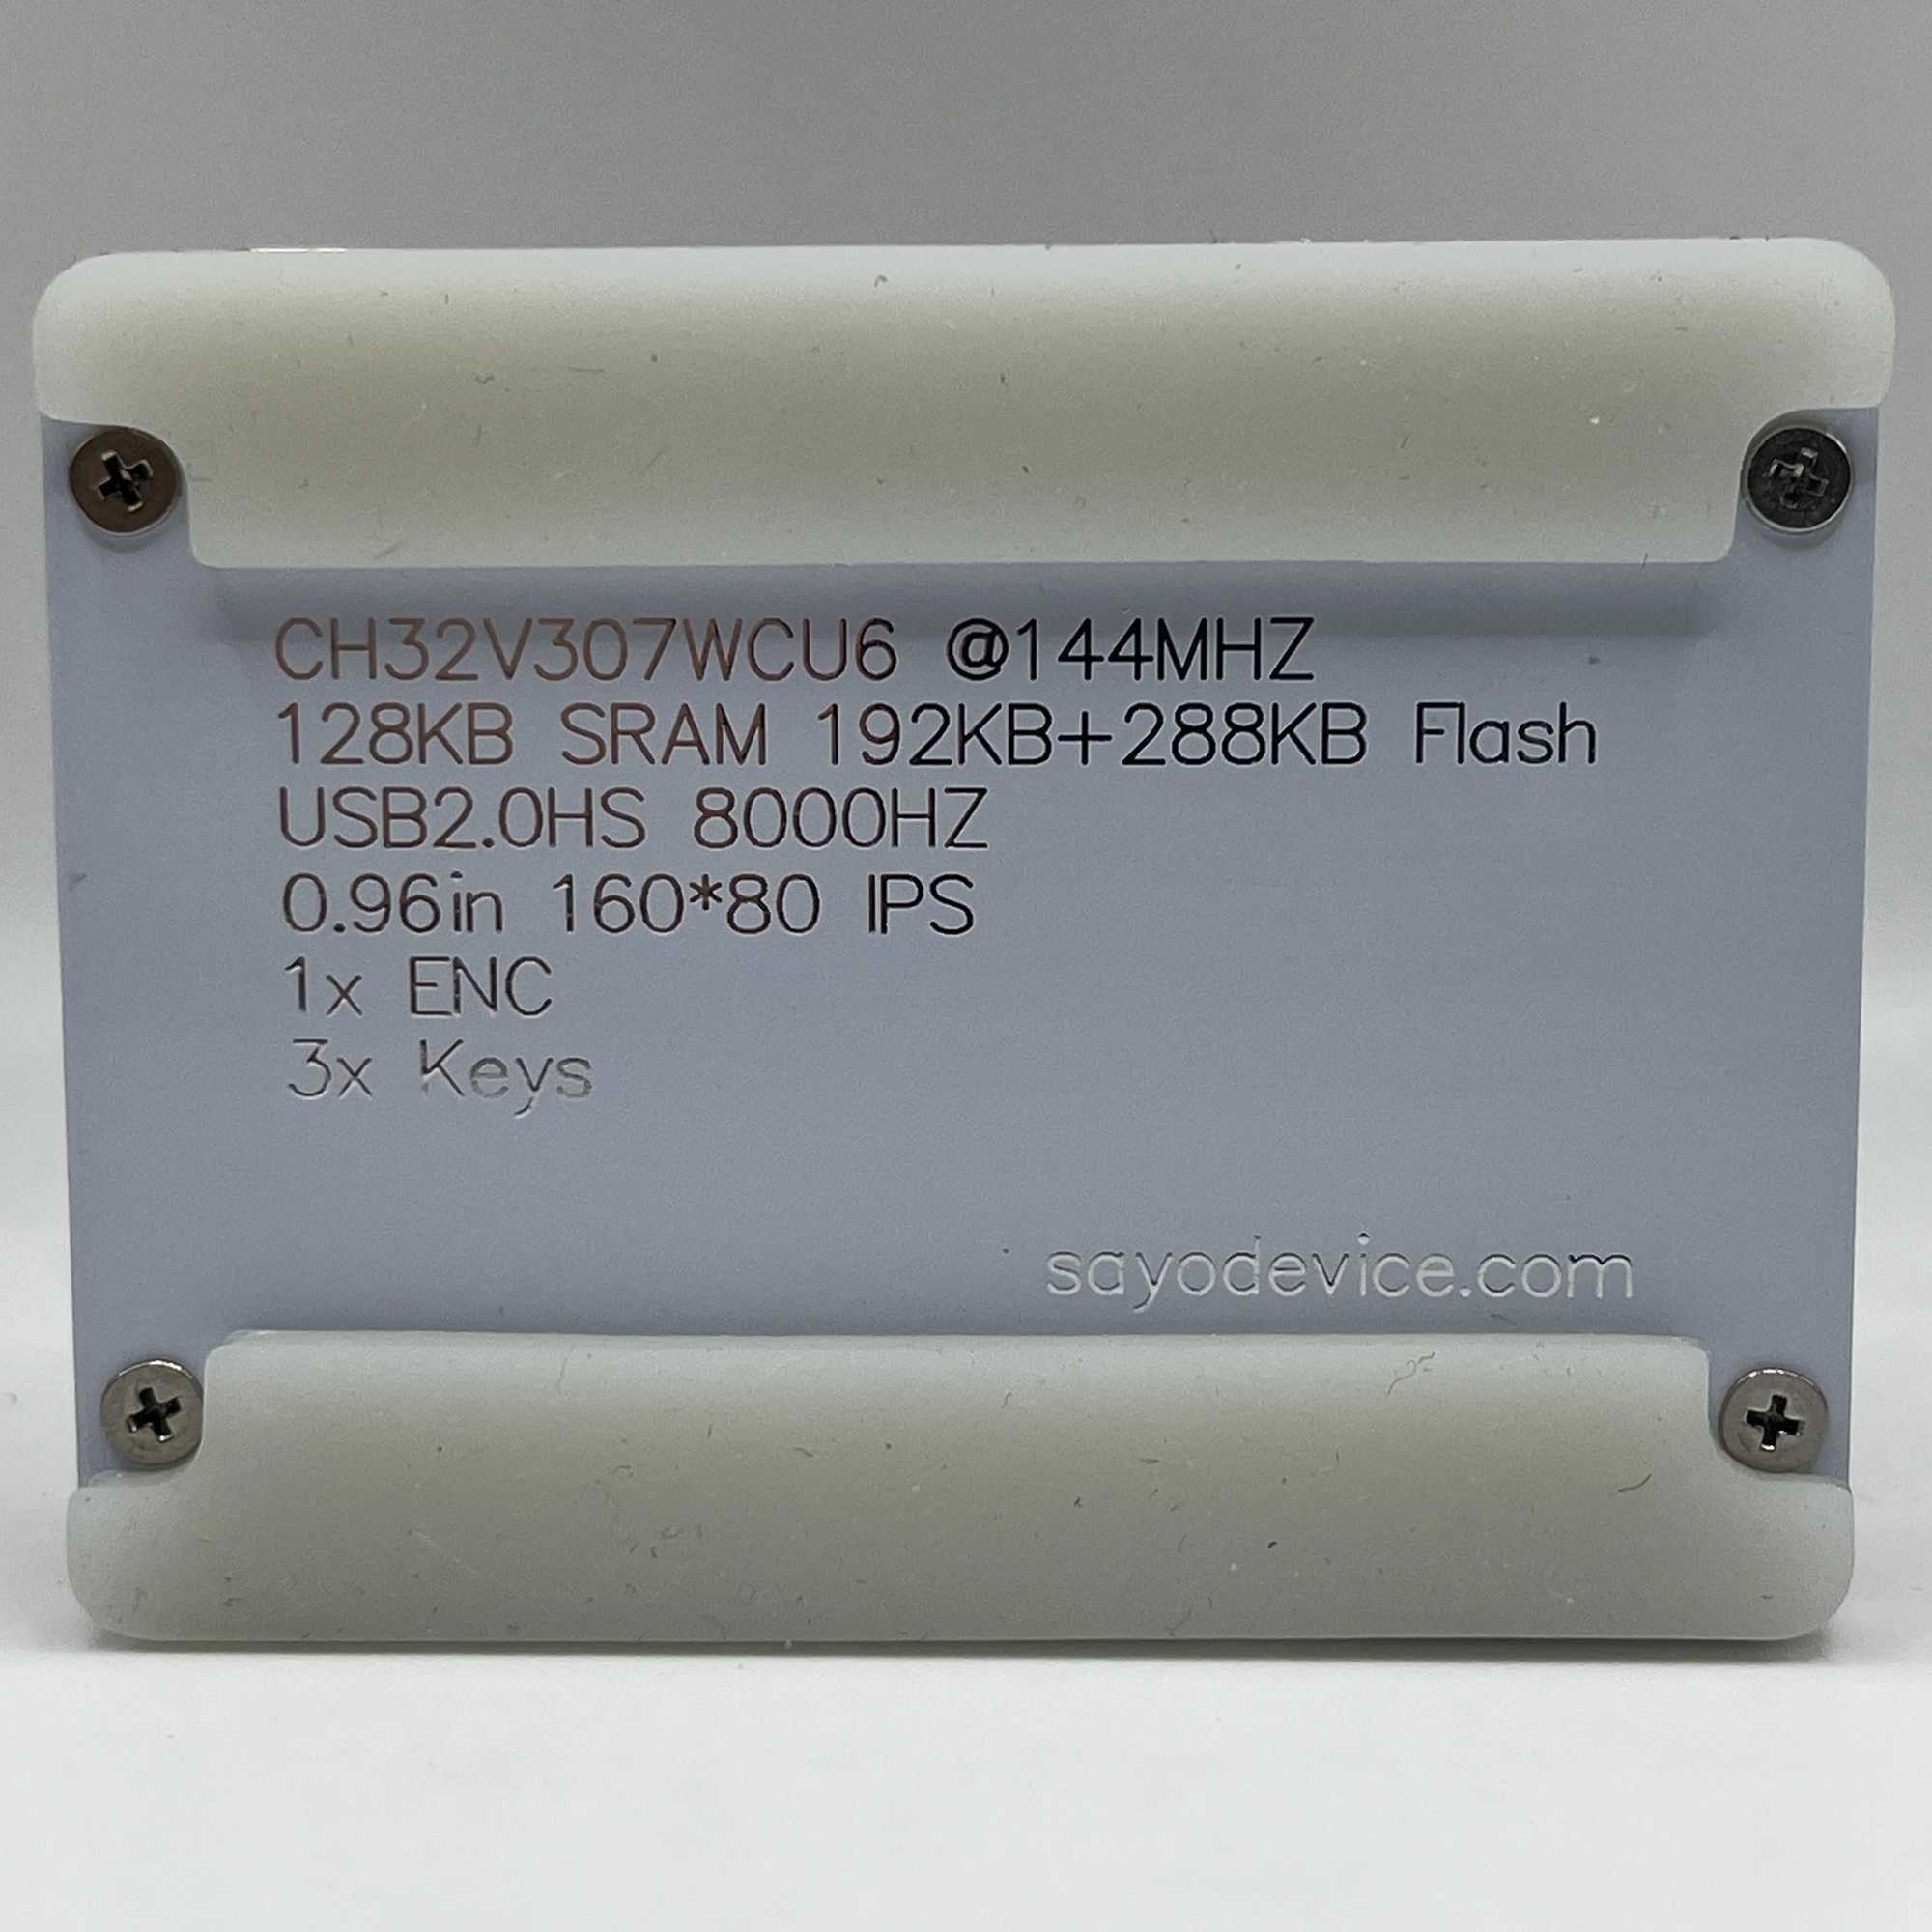 CH32V307WCU6 @144MHZ
128KB SRAM 192KB+288KB Flash
USB2.0HS 8000HZ
0.96in 160*80 IPS
1x ENC
3x Keys
sayodevice.com